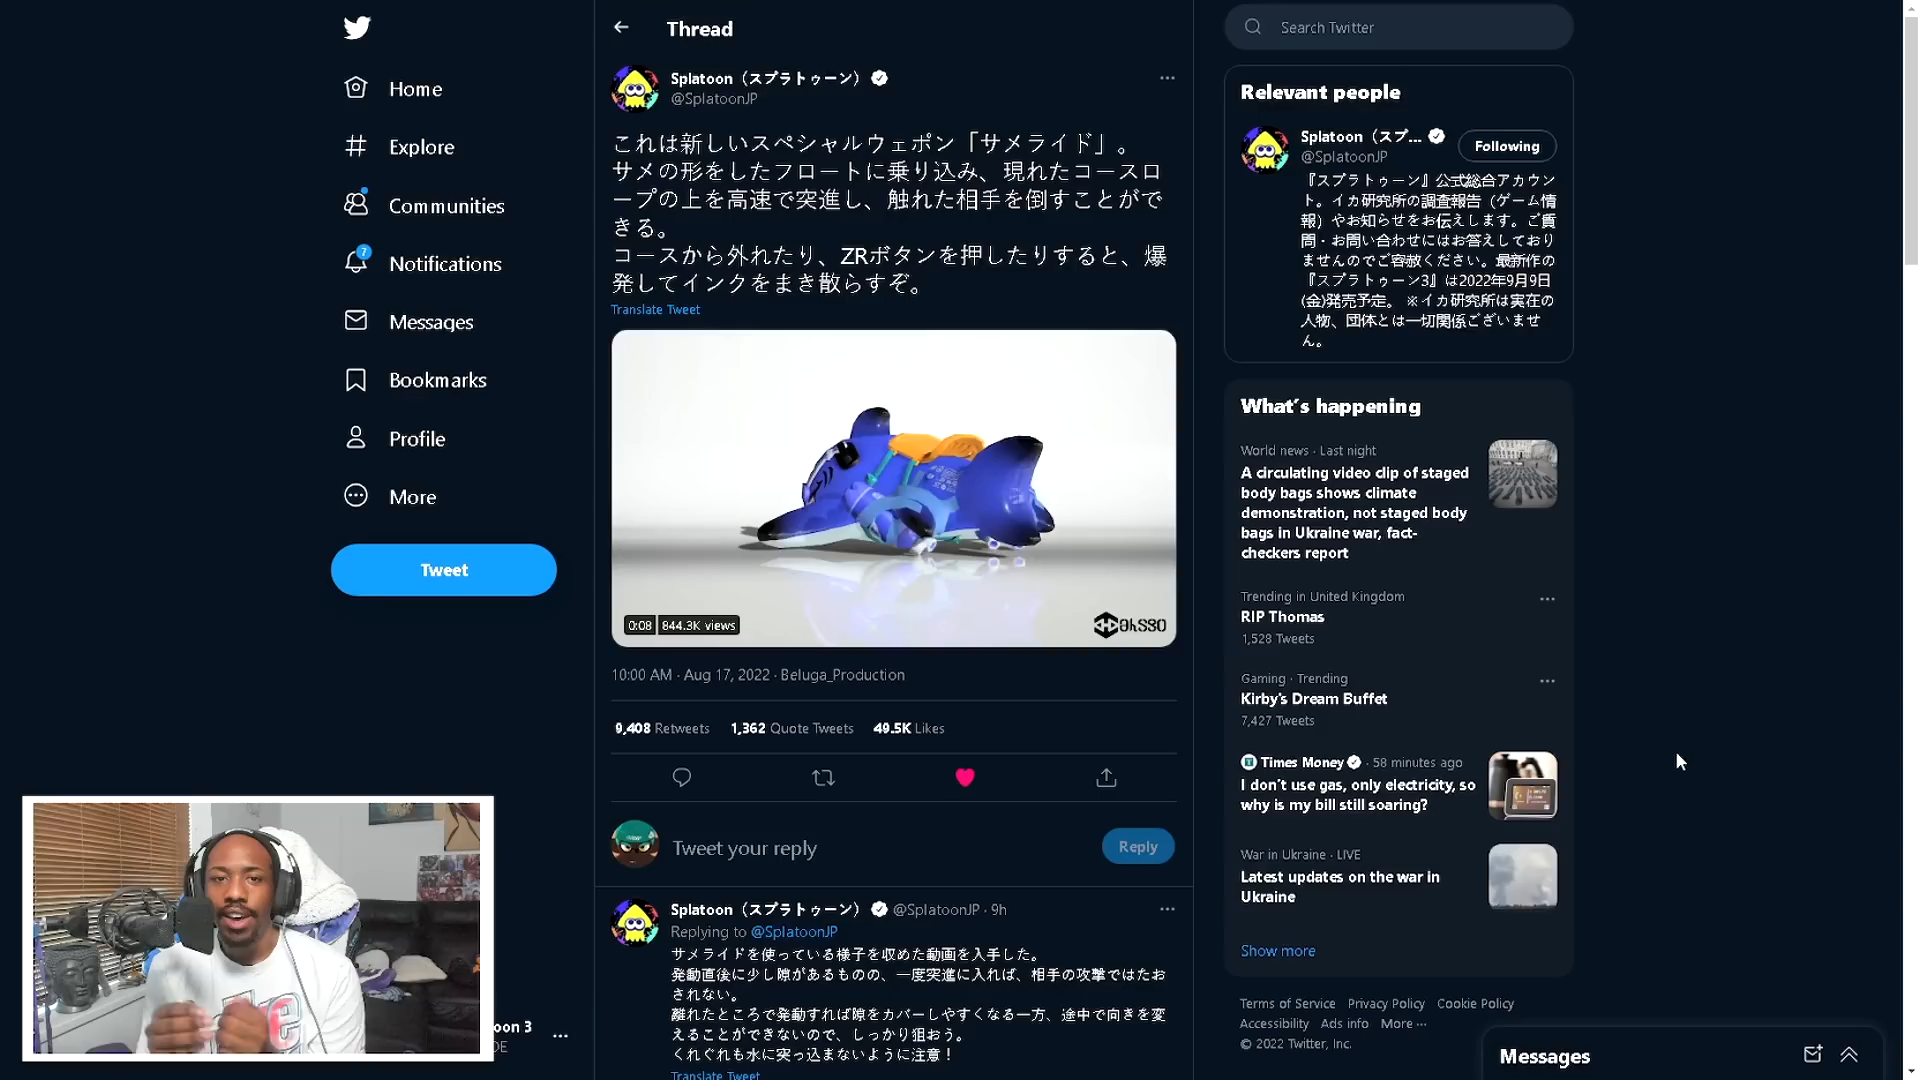 Home
Explore
Communities
7
Notifications
Messages
Bookmarks
Profile
More
Tweet
oon 3
DE
Thread
Splatoon（スプラトゥーン）
@SplatoonJP
これは新しいスペシャルウェポン「サメライド」。
サメの形をしたフロートに乗り込み、現れたコースロ
ープの上を高速で突進し、触れた相手を倒すことがで
きる。
コースから外れたり、ZRボタンを押したりすると、爆
発してインクをまき散らすぞ。
Translate Tweet
0:08
844.3K views
10:00 AM · Aug 17, 2022 · Beluga_Production
9,408 Retweets 1,362 Quote Tweets 49.5K Likes
Tweet your reply
Reply
Splatoon（スプラトゥーン） @SplatoonJP · 9h
Replying to @SplatoonJP
サメライドを使っている様子を収めた動画を入手した。
発動直後に少し隙があるものの、一度突進に入れば、相手の攻撃ではたお
されない。
離れたところで発動すれば隙をカバーしやすくなる一方、途中で向きを変
えることができないので、しっかり狙おう。
くれぐれも水に突っ込まないように注意！
Translate Tweet
Search Twitter
Relevant people
Splatoon（スプ...
@SplatoonJP
Following
『スプラトゥーン』公式総合アカウン
ト。イカ研究所の調査報告（ゲーム情
報）やお知らせをお伝えします。ご質
問・お問い合わせにはお答えしており
ませんのでご容赦ください。最新作の
『スプラトゥーン3』は2022年9月9日
(金)発売予定。 ※イカ研究所は実在の
人物、団体とは一切関係ございませ
ん。
What's happening
World news · Last night
A circulating video clip of staged
body bags shows climate
demonstration, not staged body
bags in Ukraine war, fact-
checkers report
Trending in United Kingdom
RIP Thomas
1,528 Tweets
Gaming · Trending
Kirby's Dream Buffet
7,427 Tweets
Times Money · 58 minutes ago
I don't use gas, only electricity, so
why is my bill still soaring?
War in Ukraine · LIVE
Latest updates on the war in
Ukraine
Show more
Terms of Service Privacy Policy Cookie Policy
Accessibility Ads info More ···
© 2022 Twitter, Inc.
Messages